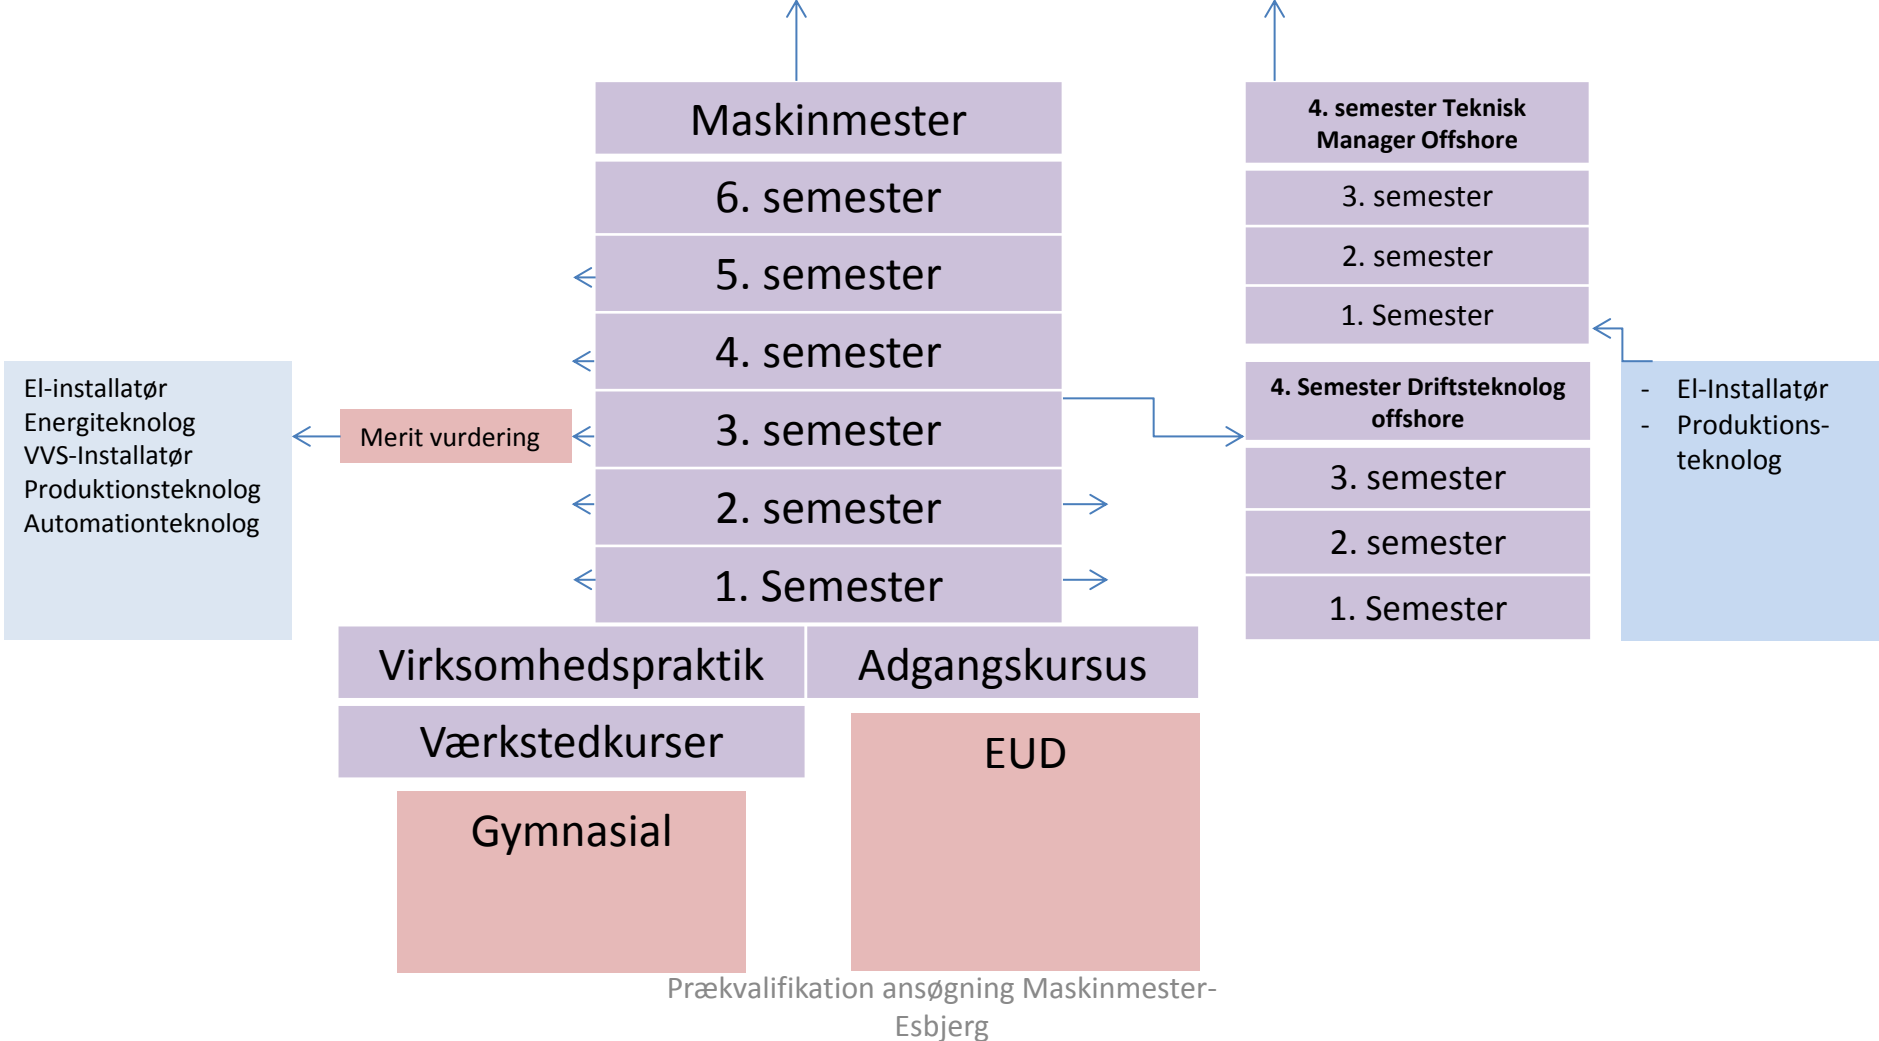 Maskinmester
6. semester
5. semester
4. semester
3. semester
2. semester
1. Semester
Virksomhedspraktik
Adgangskursus
Værkstedkurser
EUD
Gymnasial
El-installatør
Energiteknolog
VVS-Installatør
Produktionsteknolog
Automationteknolog
Merit vurdering
4. semester Teknisk
Manager Offshore
3. semester
2. semester
1. Semester
4. Semester Driftsteknolog
offshore
3. semester
2. semester
1. Semester
- El-Installatør
- Produktions-
teknolog
Prækvalifikation ansøgning Maskinmester-
Esbjerg